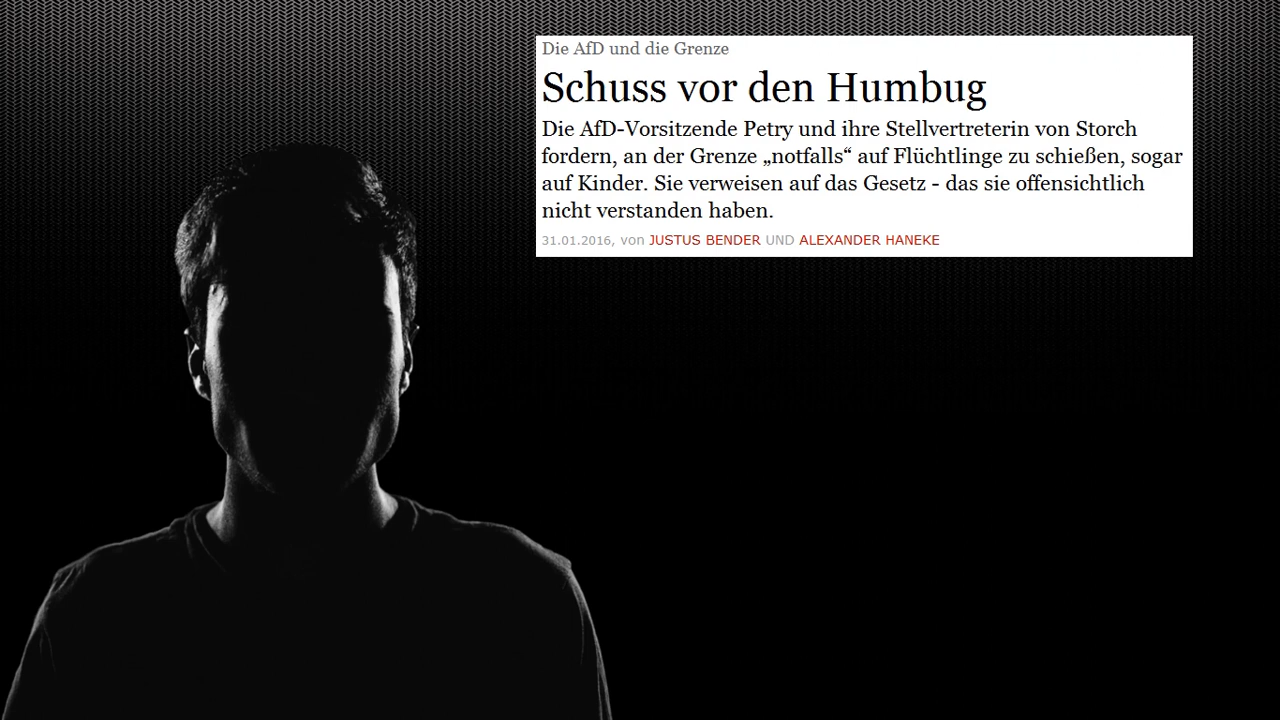 Die AfD und die Grenze
Schuss vor den Humbug
Die AfD-Vorsitzende Petry und ihre Stellvertreterin von Storch
fordern, an der Grenze „notfalls“ auf Flüchtlinge zu schießen, sogar
auf Kinder. Sie verweisen auf das Gesetz - das sie offensichtlich
nicht verstanden haben.
31.01.2016, von JUSTUS BENDER UND ALEXANDER HANEKE